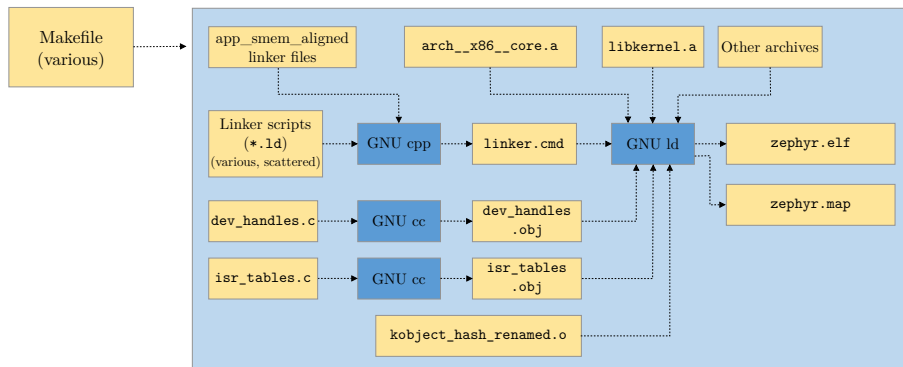 Makefile
(various)
app_smem_aligned
linker files
arch__x86__core.a
libkernel.a
Other archives
Linker scripts
(*.ld)
(various, scattered)
GNU cpp
linker.cmd
GNU ld
zephyr.elf
zephyr.map
dev_handles.c
GNU cc
dev_handles
.obj
isr_tables.c
GNU cc
isr_tables
.obj
kobject_hash_renamed.o